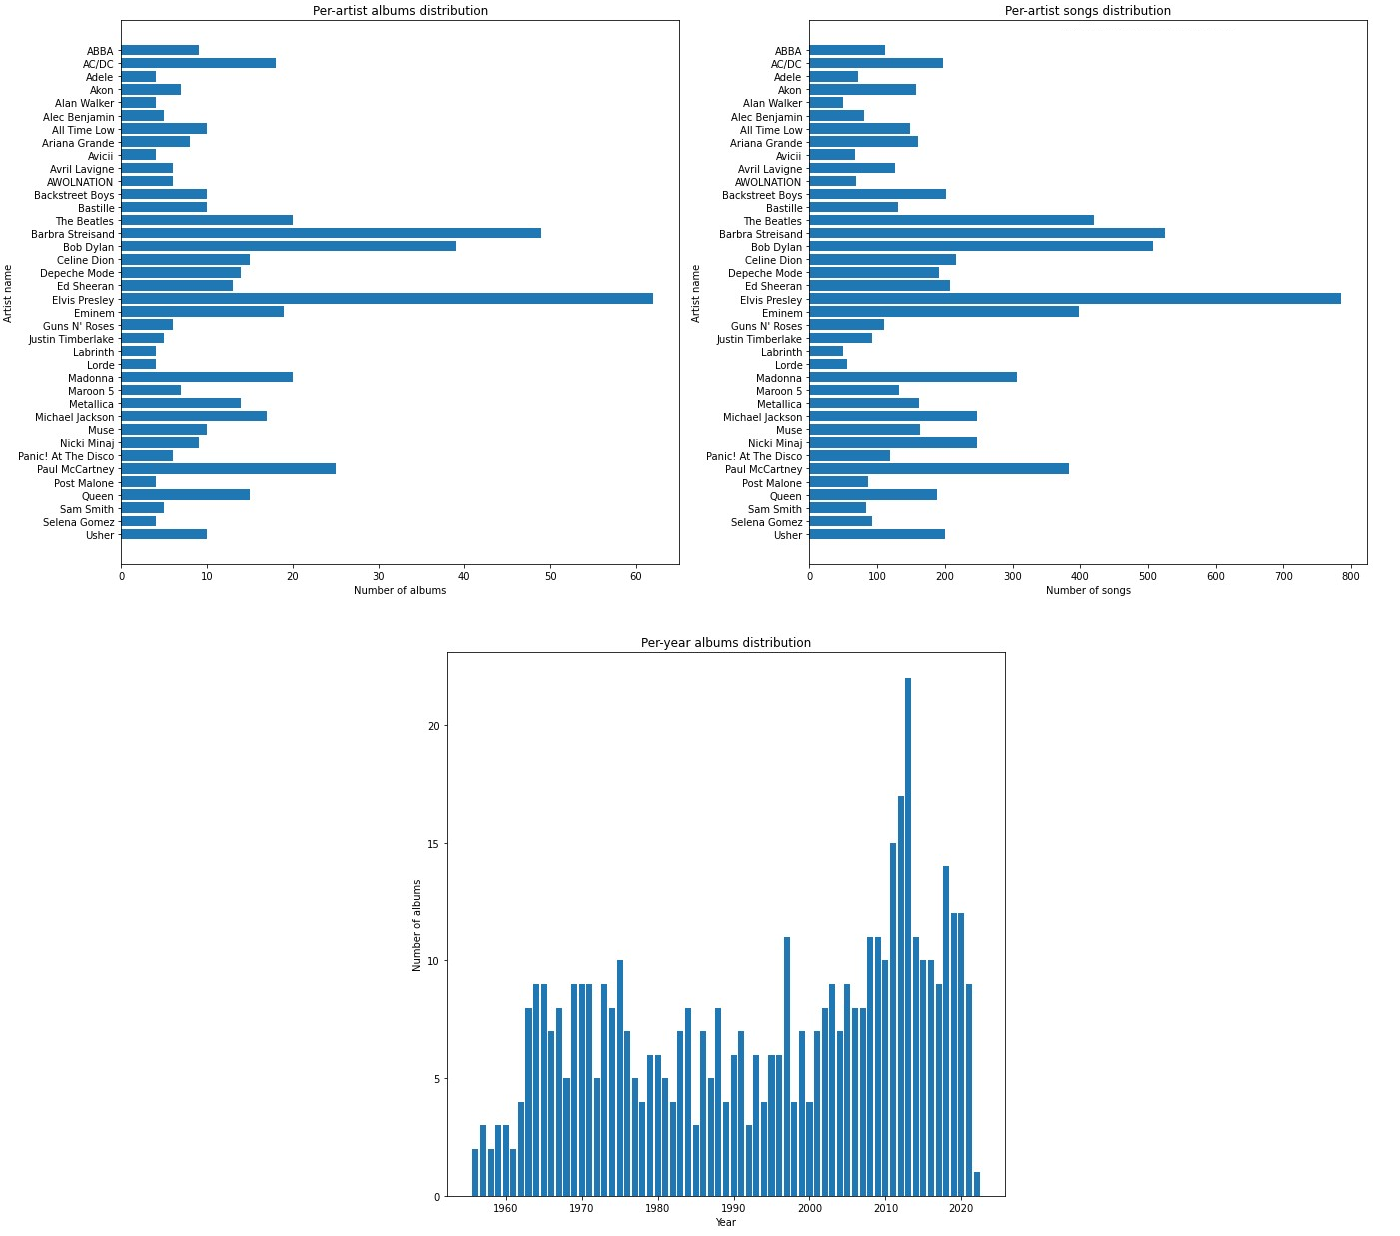 Per-artist albums distribution
Artist name
ABBA
AC/DC
Adele
Akon
Alan Walker
Alec Benjamin
All Time Low
Ariana Grande
Avicii
Avril Lavigne
AWOLNATION
Backstreet Boys
Bastille
The Beatles
Barbra Streisand
Bob Dylan
Celine Dion
Depeche Mode
Ed Sheeran
Elvis Presley
Eminem
Guns N' Roses
Justin Timberlake
Labrinth
Lorde
Madonna
Maroon 5
Metallica
Michael Jackson
Muse
Nicki Minaj
Panic! At The Disco
Paul McCartney
Post Malone
Queen
Sam Smith
Selena Gomez
Usher
0 10 20 30 40 50 60
Number of albums
Per-artist songs distribution
Artist name
ABBA
AC/DC
Adele
Akon
Alan Walker
Alec Benjamin
All Time Low
Ariana Grande
Avicii
Avril Lavigne
AWOLNATION
Backstreet Boys
Bastille
The Beatles
Barbra Streisand
Bob Dylan
Celine Dion
Depeche Mode
Ed Sheeran
Elvis Presley
Eminem
Guns N' Roses
Justin Timberlake
Labrinth
Lorde
Madonna
Maroon 5
Metallica
Michael Jackson
Muse
Nicki Minaj
Panic! At The Disco
Paul McCartney
Post Malone
Queen
Sam Smith
Selena Gomez
Usher
0 100 200 300 400 500 600 700 800
Number of songs
Per-year albums distribution
Number of albums
20
15
10
5
0
1960 1970 1980 1990 2000 2010 2020
Year